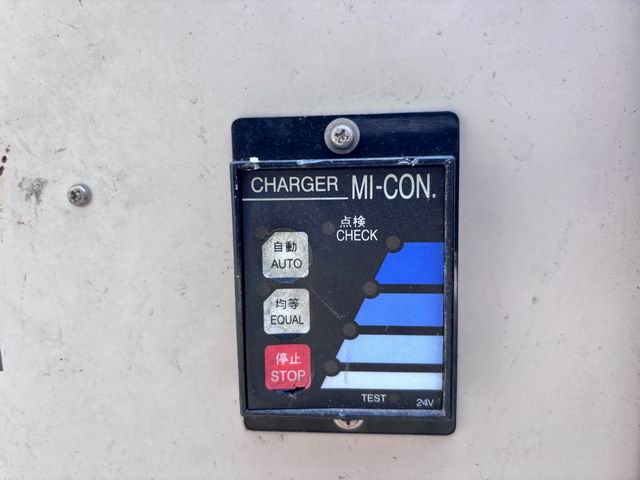 CHARGER MI-CON.
点検
CHECK
自動
AUTO
均等
EQUAL
停止
STOP
TEST
24V